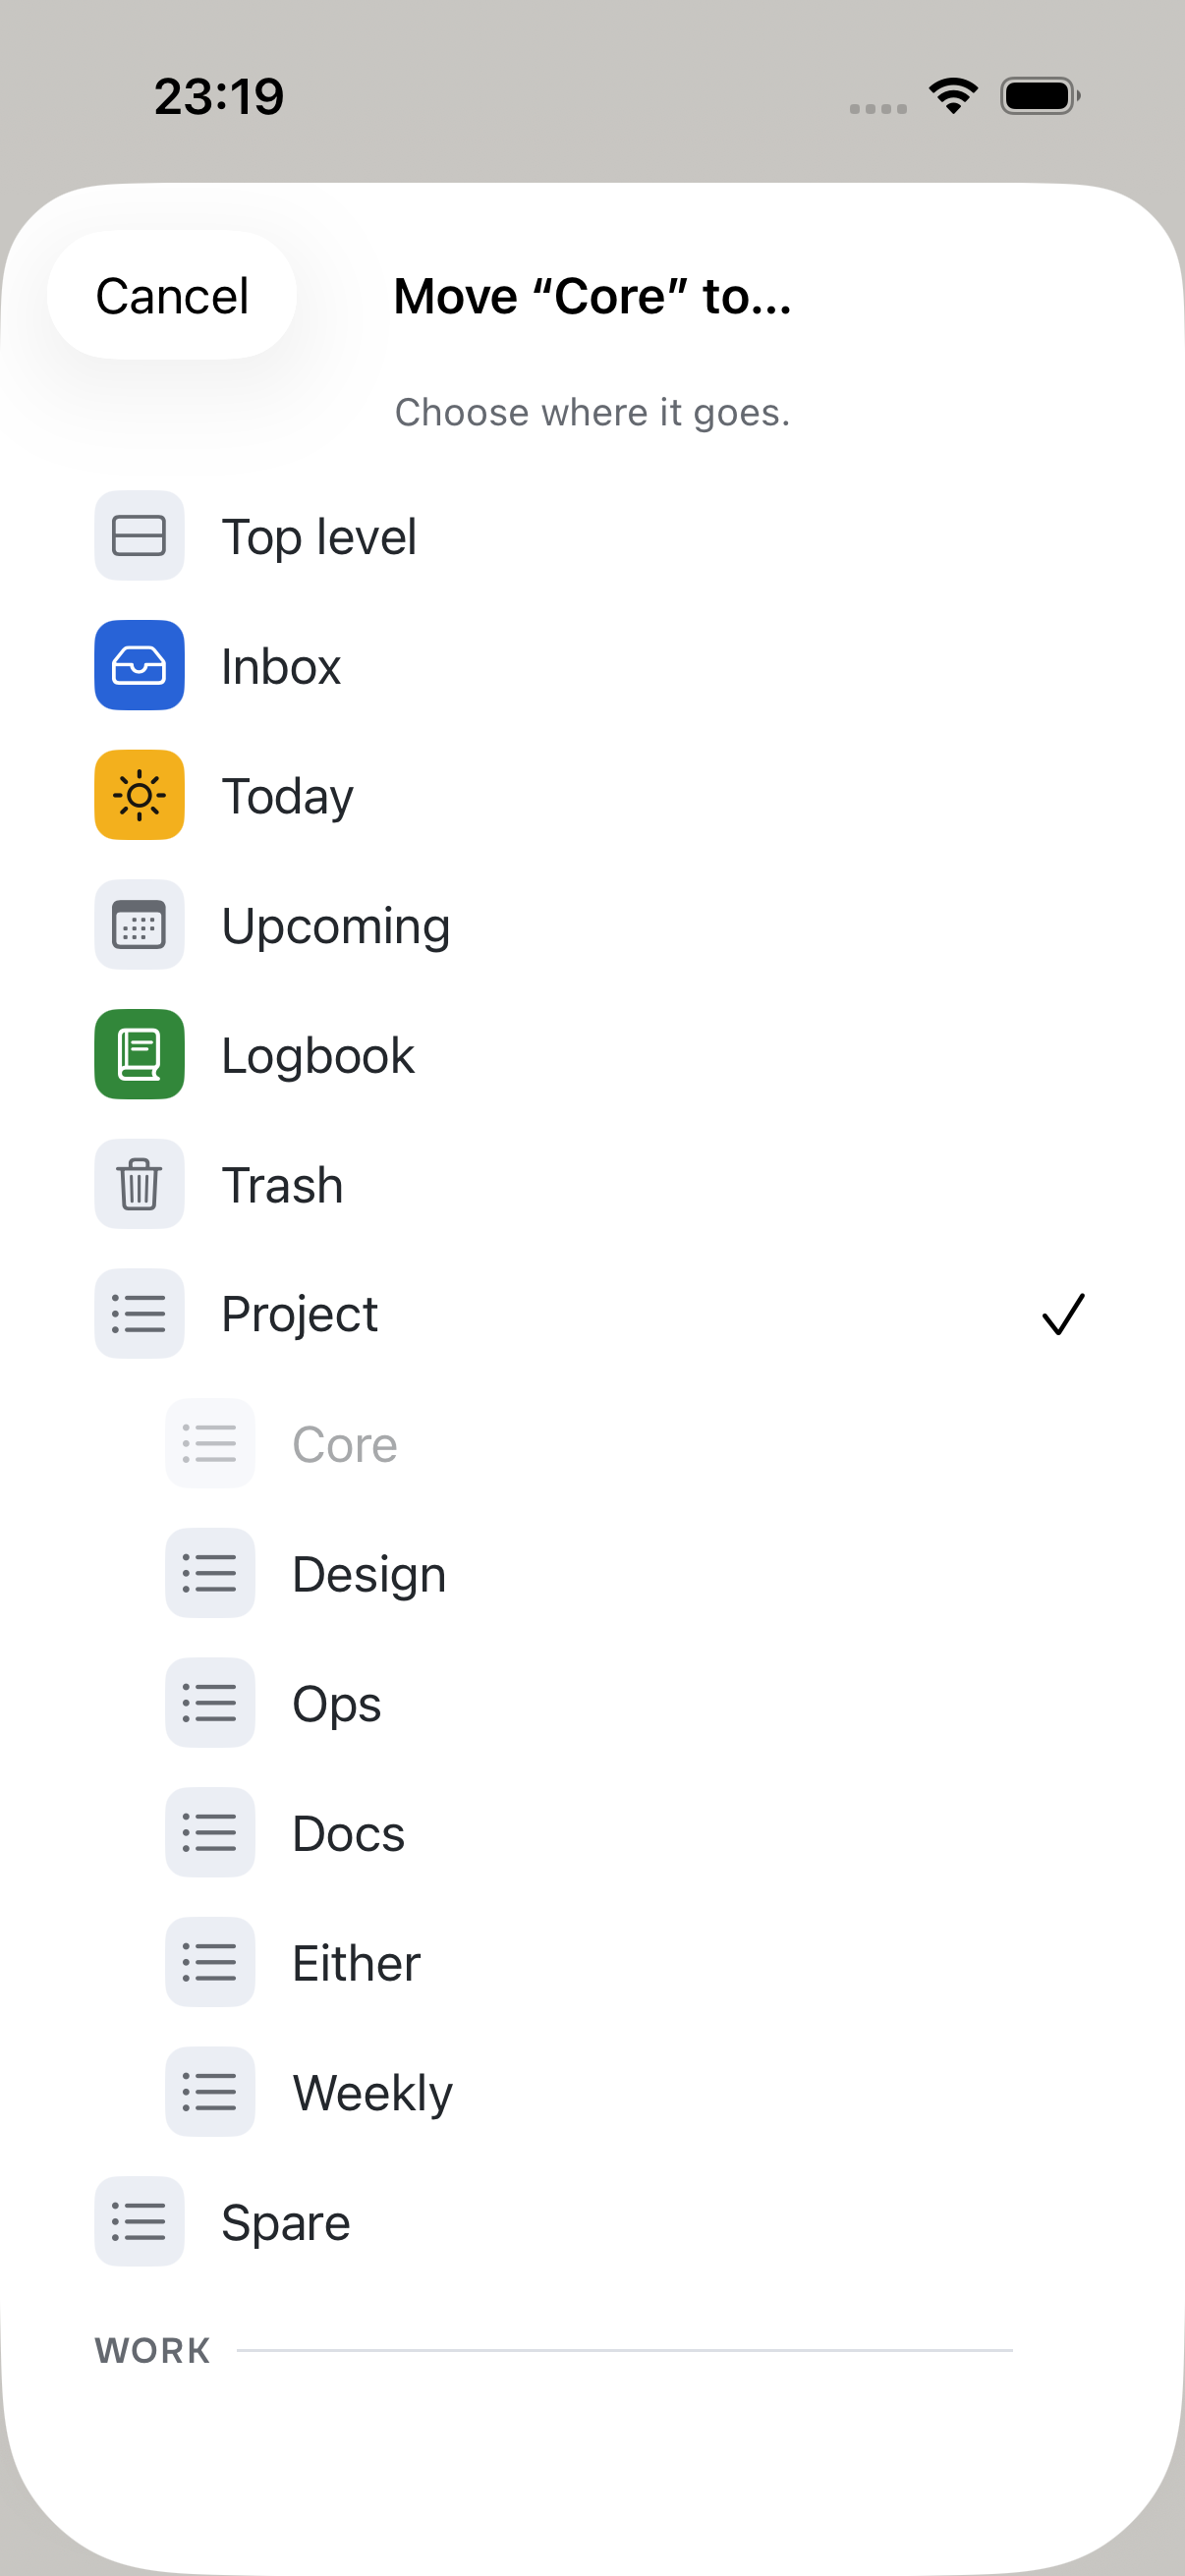 23:19
Cancel
Move “Core” to...
Choose where it goes.
Top level
Inbox
Today
Upcoming
Logbook
Trash
Project
Core
Design
Ops
Docs
Either
Weekly
Spare
WORK